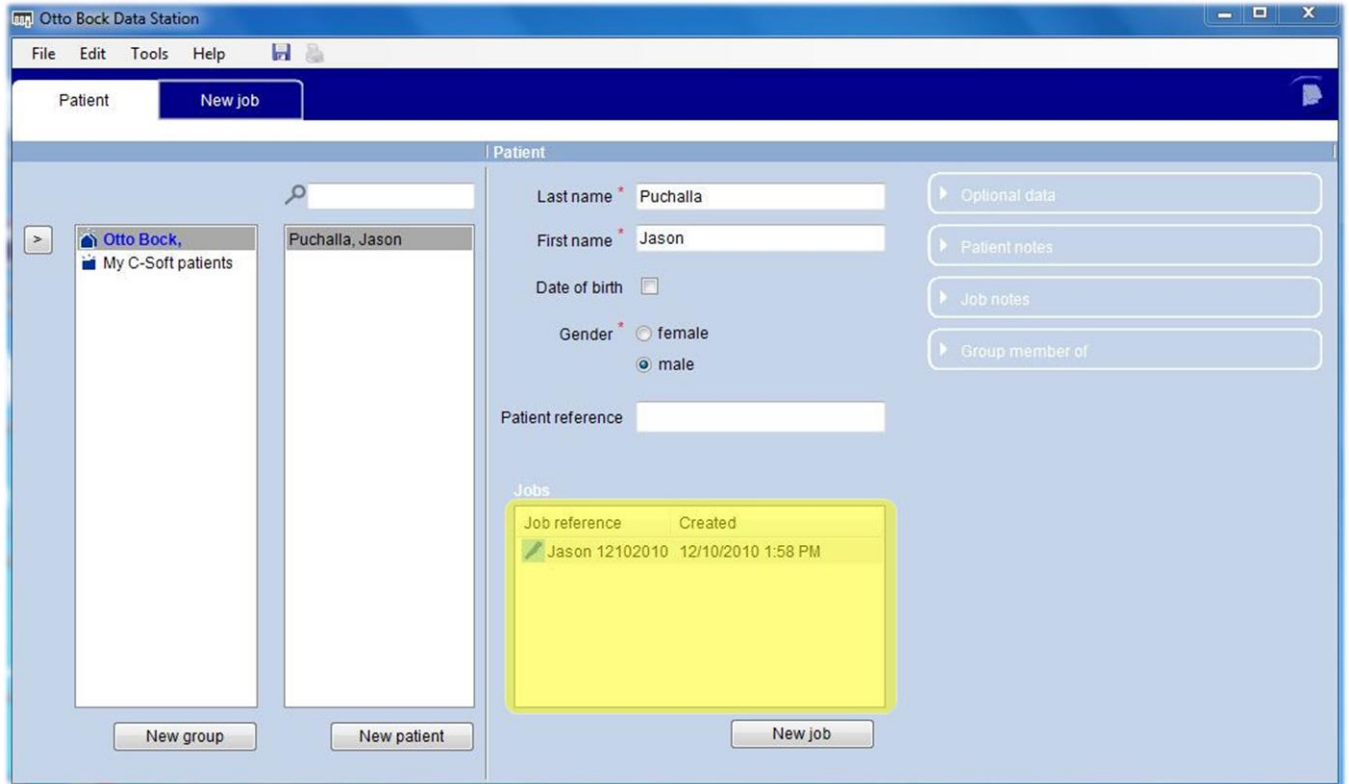 Otto Bock Data Station
File Edit Tools Help
Patient New job
Patient
Last name * Puchalla
First name * Jason
Date of birth
Gender * female
male
Patient reference
Optional data
Patient notes
Job notes
Group member of
Otto Bock,
My C-Soft patients
Puchalla, Jason
Jobs
Job reference Created
Jason 12102010 12/10/2010 1:58 PM
New group
New patient
New job